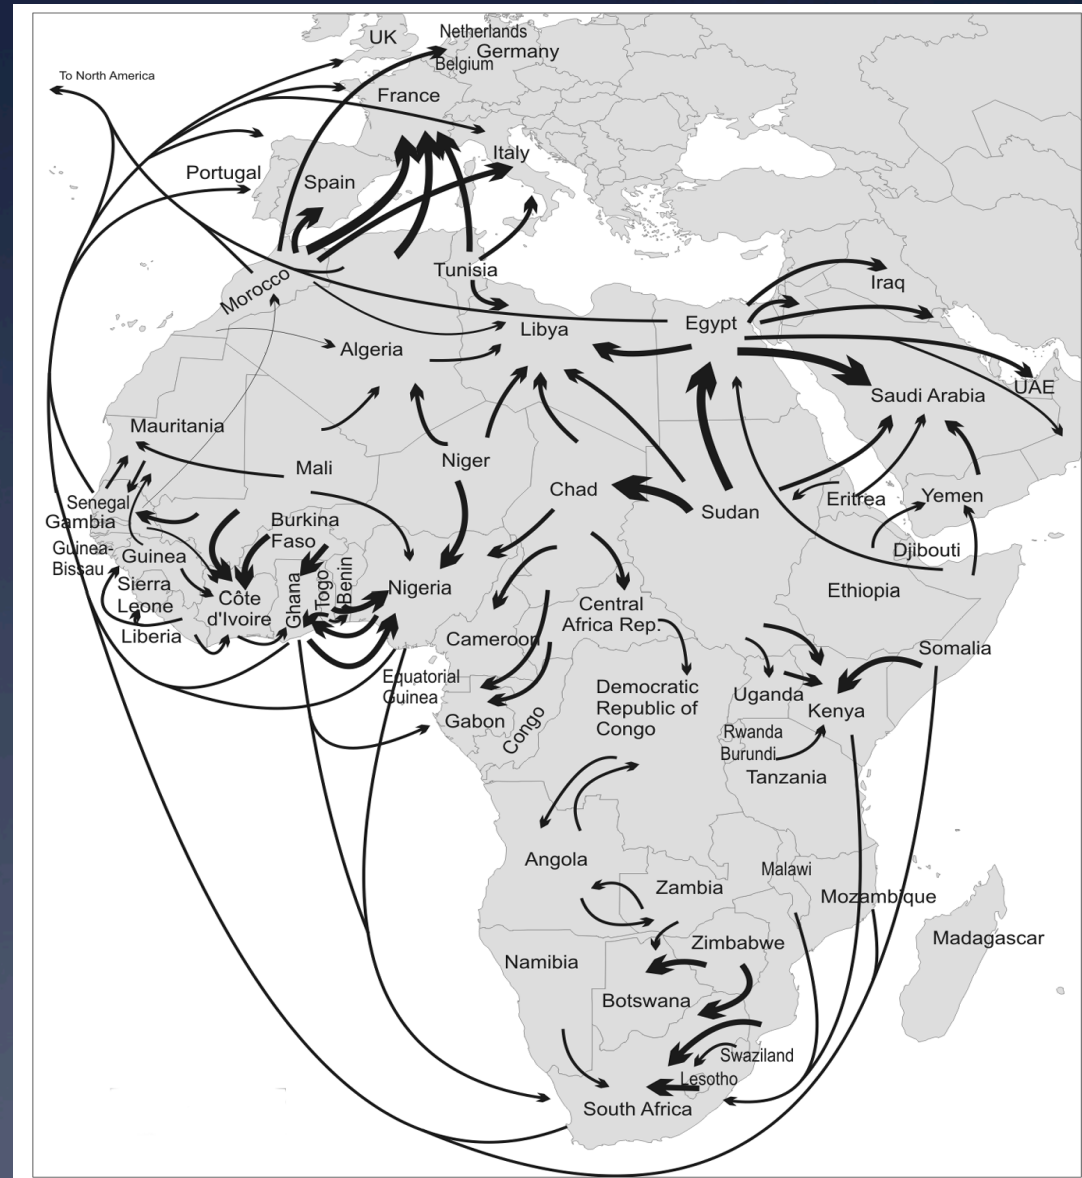 UK
Netherlands
Germany
Belgium
To North America
France
Italy
Portugal
Spain
Tunisia
Morocco
Iraq
Libya
Egypt
Algeria
UAE
Saudi Arabia
Mauritania
Mali
Niger
Chad
Eritrea
Yemen
Senegal
Sudan
Gambia
Burkina
Faso
Guinea-
Bissau
Guinea
Djibouti
Sierra
Leone
Ghana
Togo
Benin
Nigeria
Ethiopia
Côte
d'Ivoire
Central
Africa Rep.
Liberia
Cameroon
Somalia
Equatorial
Guinea
Democratic
Republic of
Congo
Uganda
Kenya
Gabon
Congo
Rwanda
Burundi
Tanzania
Angola
Malawi
Zambia
Mozambique
Zimbabwe
Madagascar
Namibia
Botswana
Swaziland
Lesotho
South Africa